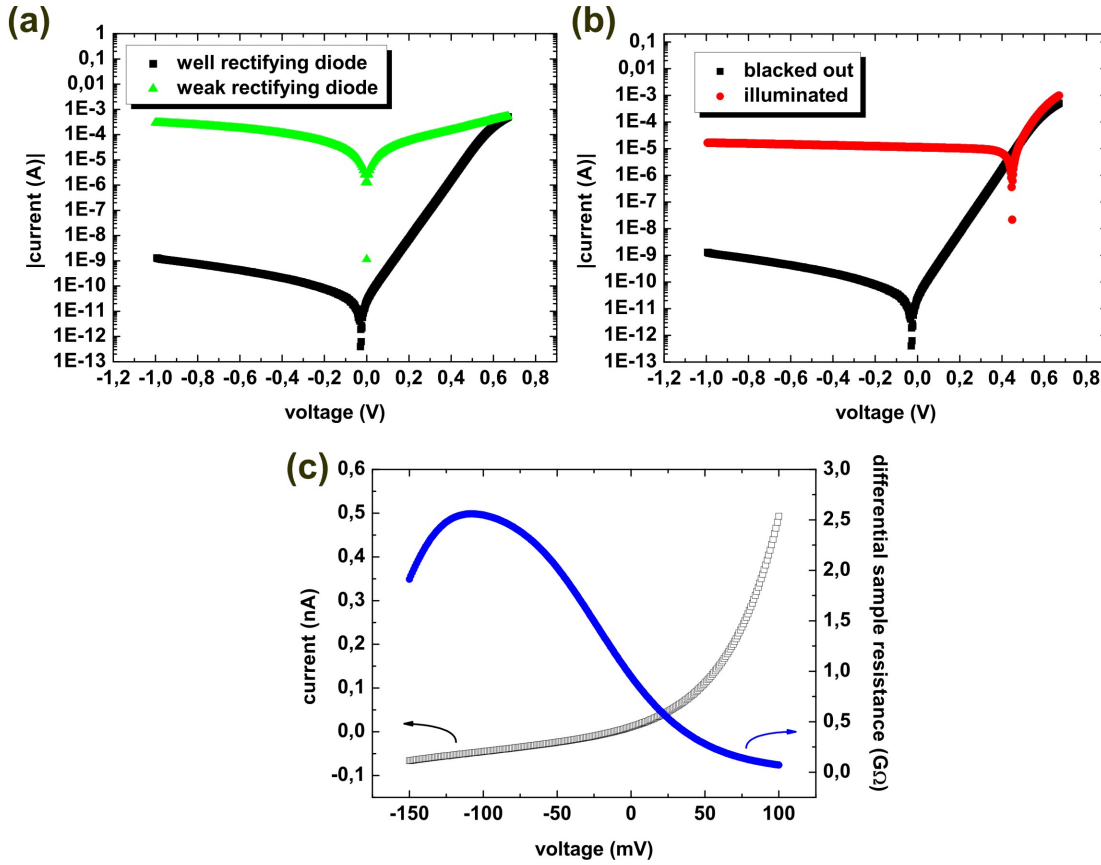 (a)
1
0,1
0,01
1E-3
1E-4
1E-5
1E-6
1E-7
1E-8
1E-9
1E-10
1E-11
1E-12
1E-13
|current (A)|
well rectifying diode
weak rectifying diode
-1,2 -1,0 -0,8 -0,6 -0,4 -0,2 0,0 0,2 0,4 0,6 0,8
voltage (V)
(b)
0,1
0,01
1E-3
1E-4
1E-5
1E-6
1E-7
1E-8
1E-9
1E-10
1E-11
1E-12
1E-13
|current (A)|
blacked out
illuminated
-1,2 -1,0 -0,8 -0,6 -0,4 -0,2 0,0 0,2 0,4 0,6 0,8
voltage (V)
(c)
0,6
0,5
0,4
0,3
0,2
0,1
0,0
-0,1
current (nA)
3,0
2,5
2,0
1,5
1,0
0,5
0,0
differential sample resistance (GΩ)
-150 -100 -50 0 50 100
voltage (mV)